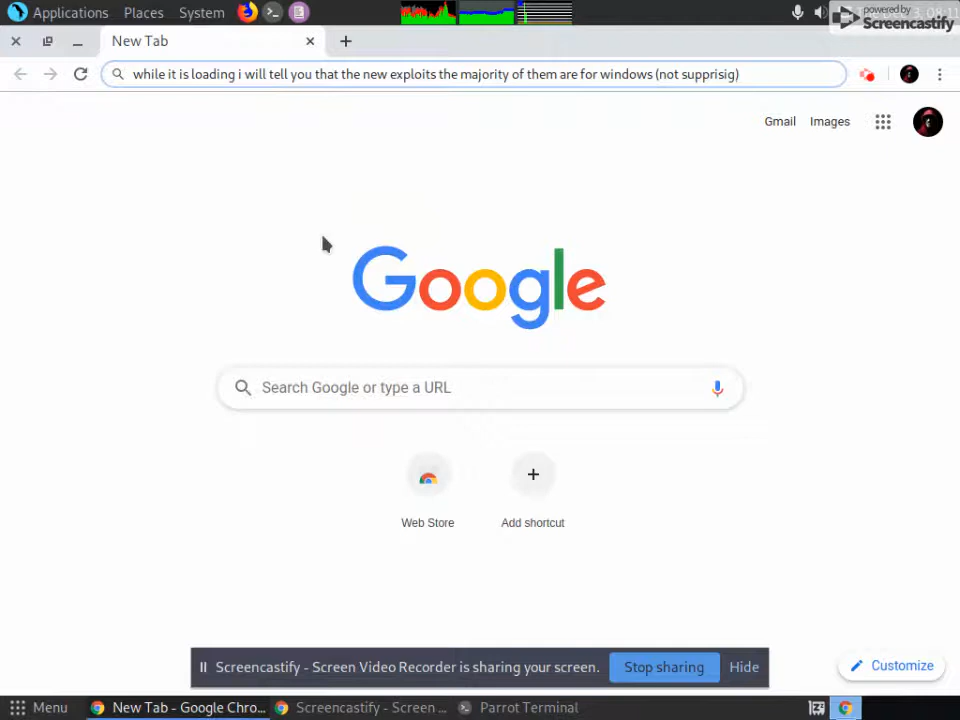 Applications Places System
powered by
Screencastify
New Tab
while it is loading i will tell you that the new exploits the majority of them are for windows (not supprisig)
Gmail Images
Google
Search Google or type a URL
Web Store Add shortcut
Screencastify - Screen Video Recorder is sharing your screen. Stop sharing Hide
Customize
Menu New Tab - Google Chro... Screencastify - Screen ... Parrot Terminal